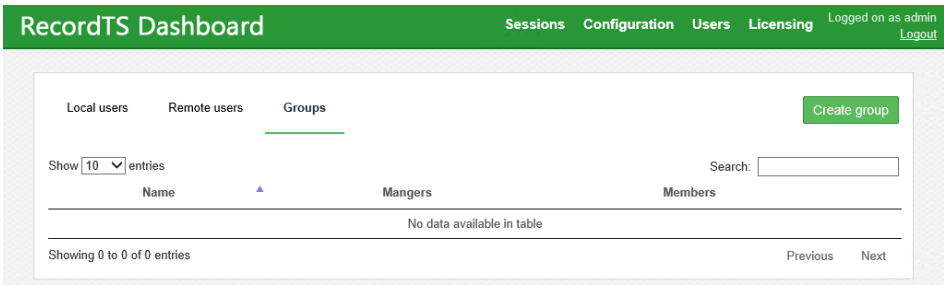 RecordTS Dashboard
Sessions Configuration Users Licensing
Logged on as admin
Logout
Local users Remote users Groups
Create group
Show 10 entries
Search:
Name Mangers Members
No data available in table
Showing 0 to 0 of 0 entries
Previous Next